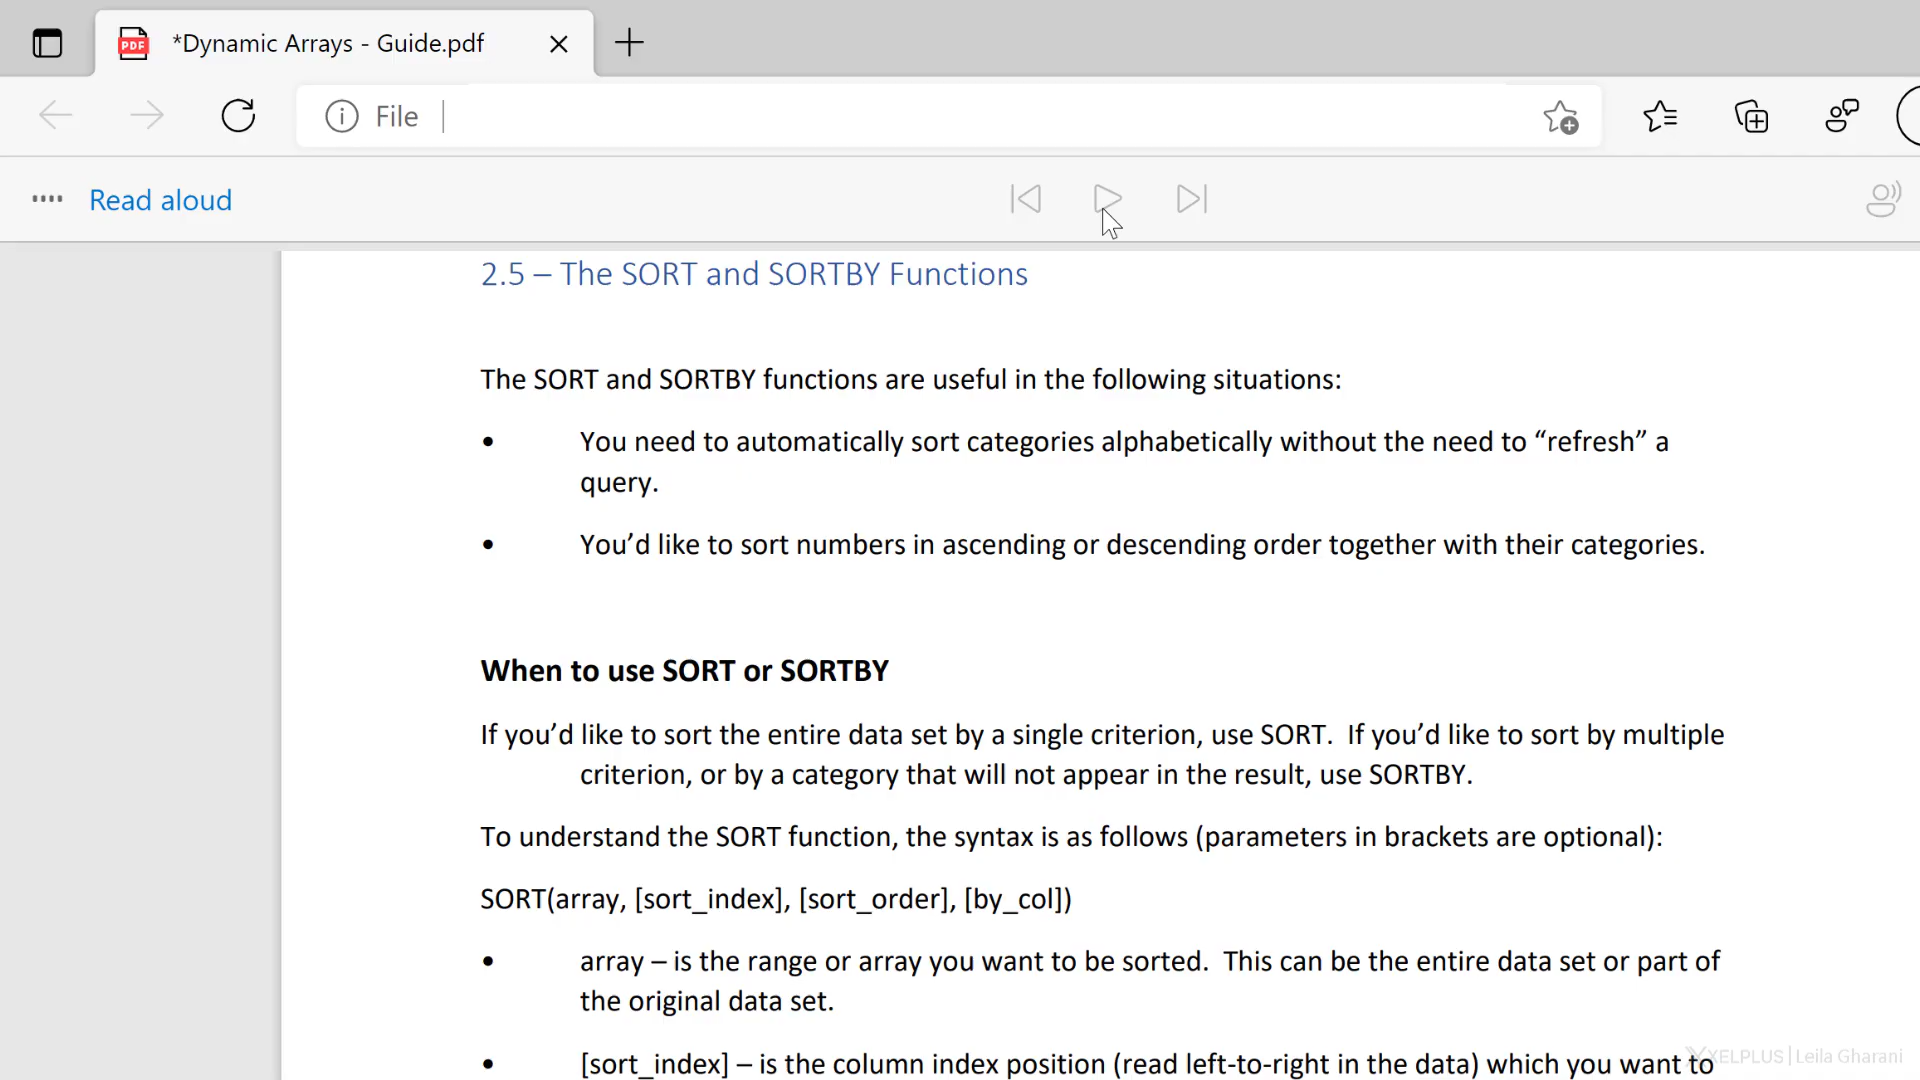 PDF
*Dynamic Arrays - Guide.pdf
File
Read aloud
2.5 – The SORT and SORTBY Functions
The SORT and SORTBY functions are useful in the following situations:
• You need to automatically sort categories alphabetically without the need to “refresh” a
query.
• You’d like to sort numbers in ascending or descending order together with their categories.
When to use SORT or SORTBY
If you’d like to sort the entire data set by a single criterion, use SORT.  If you’d like to sort by multiple
criterion, or by a category that will not appear in the result, use SORTBY.
To understand the SORT function, the syntax is as follows (parameters in brackets are optional):
SORT(array, [sort_index], [sort_order], [by_col])
• array – is the range or array you want to be sorted.  This can be the entire data set or part of
the original data set.
• [sort_index] – is the column index position (read left-to-right in the data) which you want to
XELPLUS | Leila Gharani